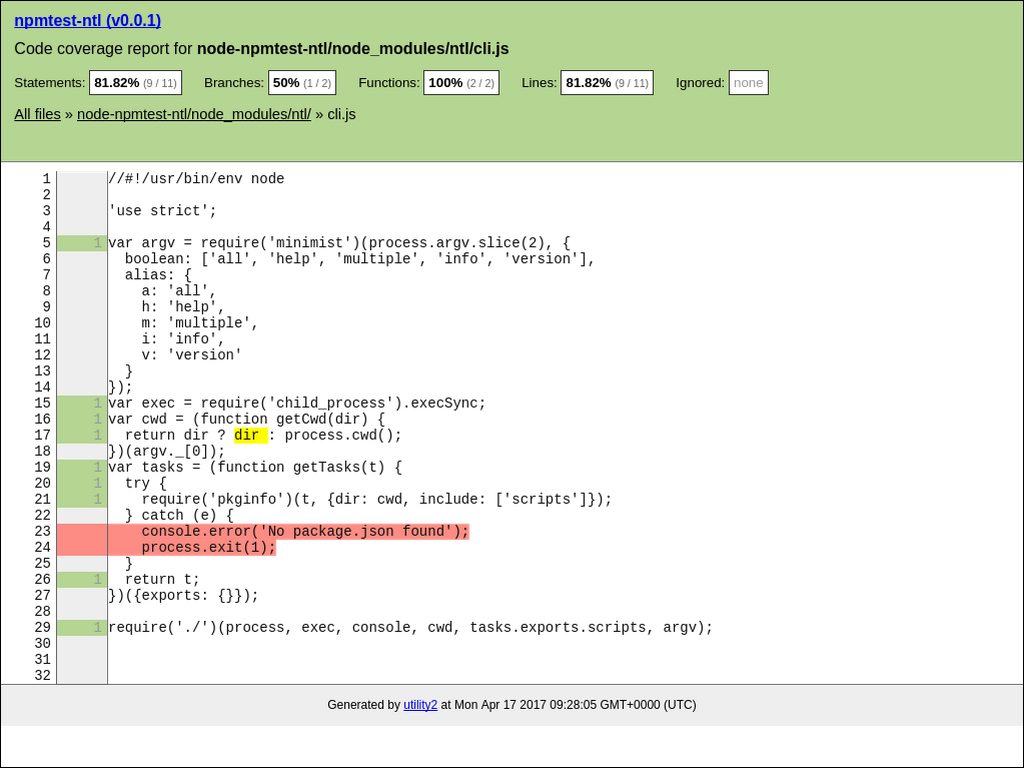 npmtest-ntl (v0.0.1)
Code coverage report for node-npmtest-ntl/node_modules/ntl/cli.js
Statements: 81.82% (9 / 11) Branches: 50% (1 / 2) Functions: 100% (2 / 2) Lines: 81.82% (9 / 11) Ignored: none
All files » node-npmtest-ntl/node_modules/ntl/ » cli.js
1 //#!/usr/bin/env node
2
3 'use strict';
4
5 1 var argv = require('minimist')(process.argv.slice(2), {
6   boolean: ['all', 'help', 'multiple', 'info', 'version'],
7   alias: {
8     a: 'all',
9     h: 'help',
10     m: 'multiple',
11     i: 'info',
12     v: 'version'
13   }
14 });
15 1 var exec = require('child_process').execSync;
16 1 var cwd = (function getCwd(dir) {
17 1   return dir ? dir : process.cwd();
18 })(argv._[0]);
19 1 var tasks = (function getTasks(t) {
20 1   try {
21 1     require('pkginfo')(t, {dir: cwd, include: ['scripts']});
22   } catch (e) {
23     console.error('No package.json found');
24     process.exit(1);
25   }
26 1   return t;
27 })({exports: {}});
28
29 1 require('./')(process, exec, console, cwd, tasks.exports.scripts, argv);
30
31
32
Generated by utility2 at Mon Apr 17 2017 09:28:05 GMT+0000 (UTC)